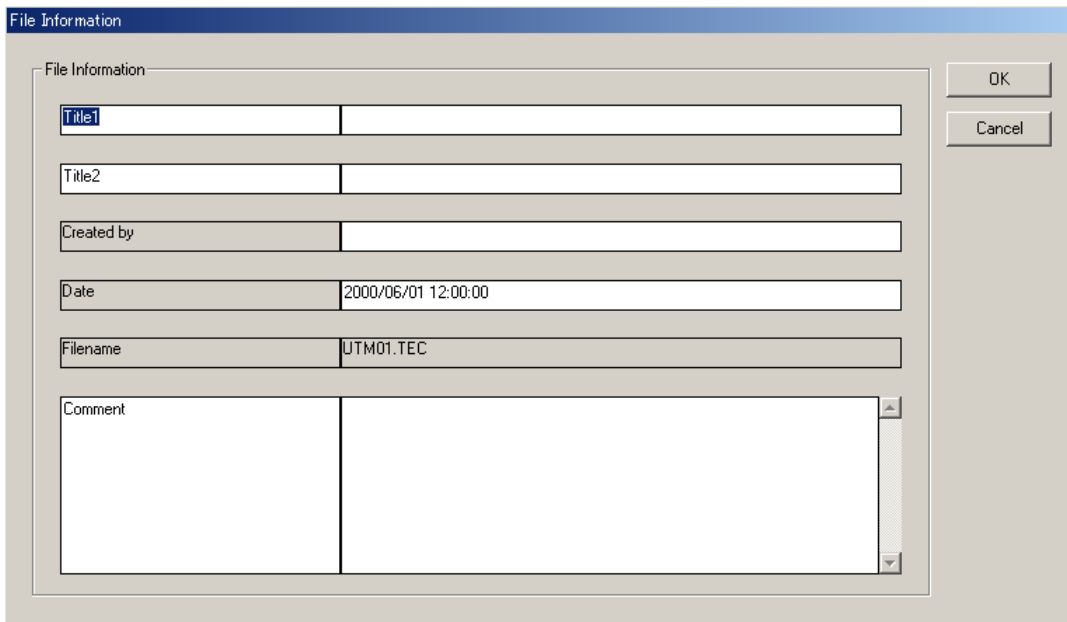 File Information
File Information
OK
Title1
Cancel
Title2
Created by
Date 2000/06/01 12:00:00
Filename UTM01.TEC
Comment